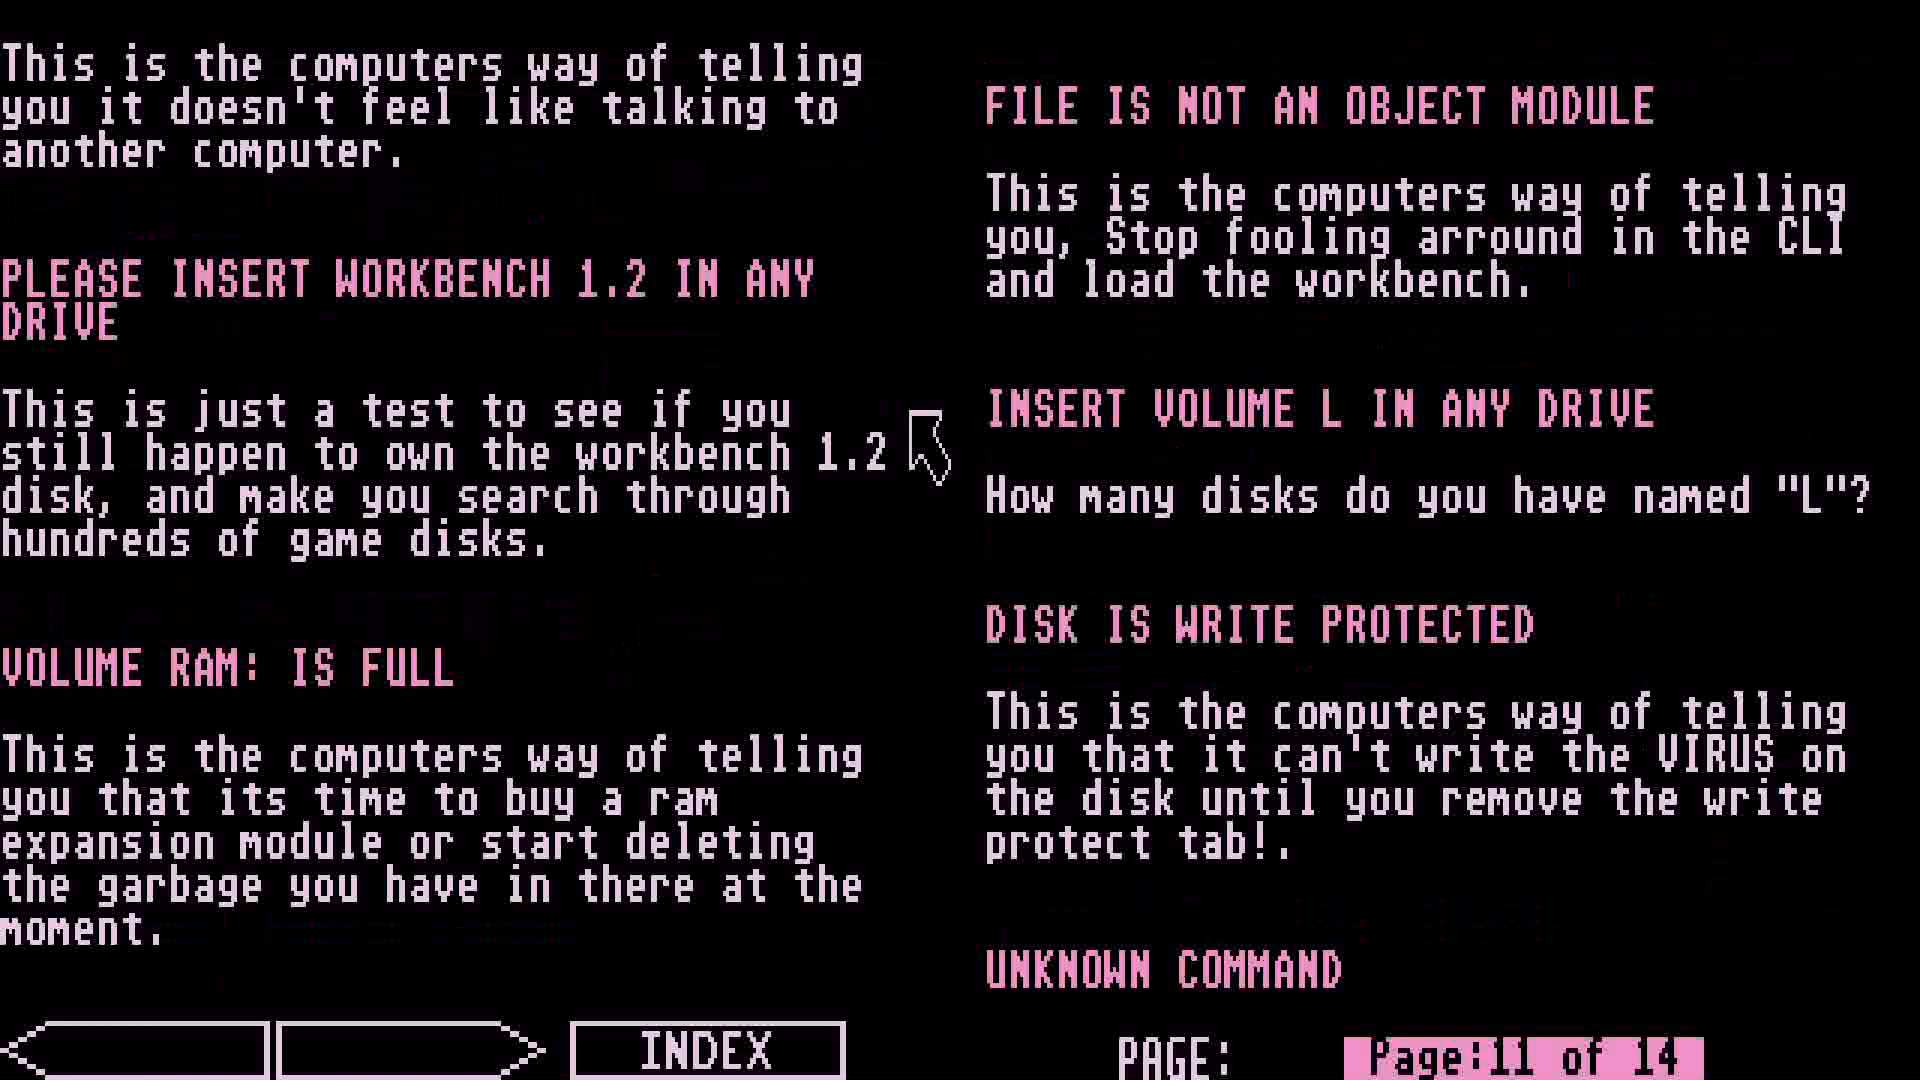 This is the computers way of telling
you it doesn't feel like talking to
another computer.
PLEASE INSERT WORKBENCH 1.2 IN ANY
DRIVE
This is just a test to see if you
still happen to own the workbench 1.2
disk, and make you search through
hundreds of game disks.
VOLUME RAM: IS FULL
This is the computers way of telling
you that its time to buy a ram
expansion module or start deleting
the garbage you have in there at the
moment.
FILE IS NOT AN OBJECT MODULE
This is the computers way of telling
you, Stop fooling arround in the CLI
and load the workbench.
INSERT VOLUME L IN ANY DRIVE
How many disks do you have named "L"?
DISK IS WRITE PROTECTED
This is the computers way of telling
you that it can't write the VIRUS on
the disk until you remove the write
protect tab!.
UNKNOWN COMMAND
INDEX
PAGE: Page:11 of 14